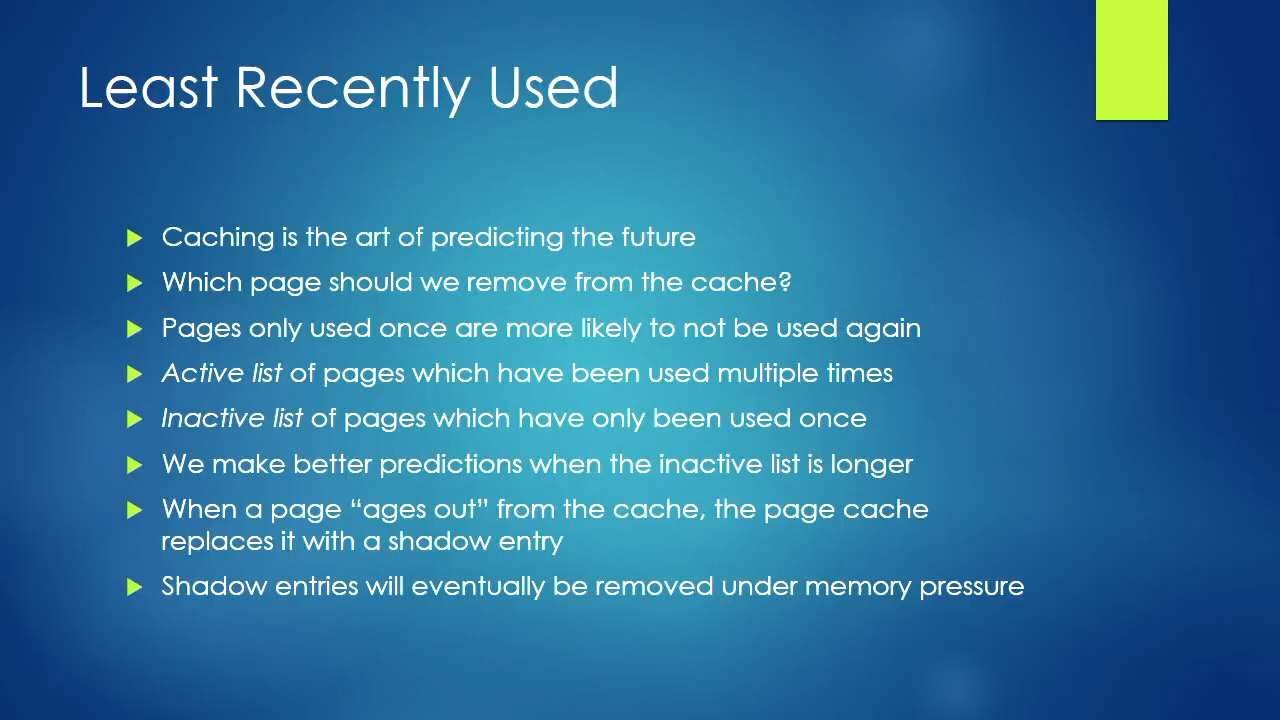 Least Recently Used
Caching is the art of predicting the future
Which page should we remove from the cache?
Pages only used once are more likely to not be used again
Active list of pages which have been used multiple times
Inactive list of pages which have only been used once
We make better predictions when the inactive list is longer
When a page “ages out” from the cache, the page cache
replaces it with a shadow entry
Shadow entries will eventually be removed under memory pressure